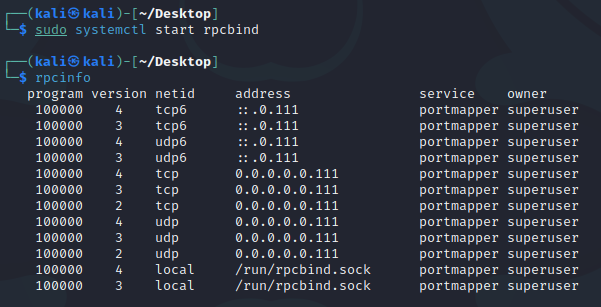 ┌──(kali㉿kali)-[~/Desktop]
└─$ sudo systemctl start rpcbind
┌──(kali㉿kali)-[~/Desktop]
└─$ rpcinfo
   program version netid     address                service    owner
    100000    4    tcp6      ::.0.111               portmapper superuser
    100000    3    tcp6      ::.0.111               portmapper superuser
    100000    4    udp6      ::.0.111               portmapper superuser
    100000    3    udp6      ::.0.111               portmapper superuser
    100000    4    tcp       0.0.0.0.0.111          portmapper superuser
    100000    3    tcp       0.0.0.0.0.111          portmapper superuser
    100000    2    tcp       0.0.0.0.0.111          portmapper superuser
    100000    4    udp       0.0.0.0.0.111          portmapper superuser
    100000    3    udp       0.0.0.0.0.111          portmapper superuser
    100000    2    udp       0.0.0.0.0.111          portmapper superuser
    100000    4    local     /run/rpcbind.sock      portmapper superuser
    100000    3    local     /run/rpcbind.sock      portmapper superuser